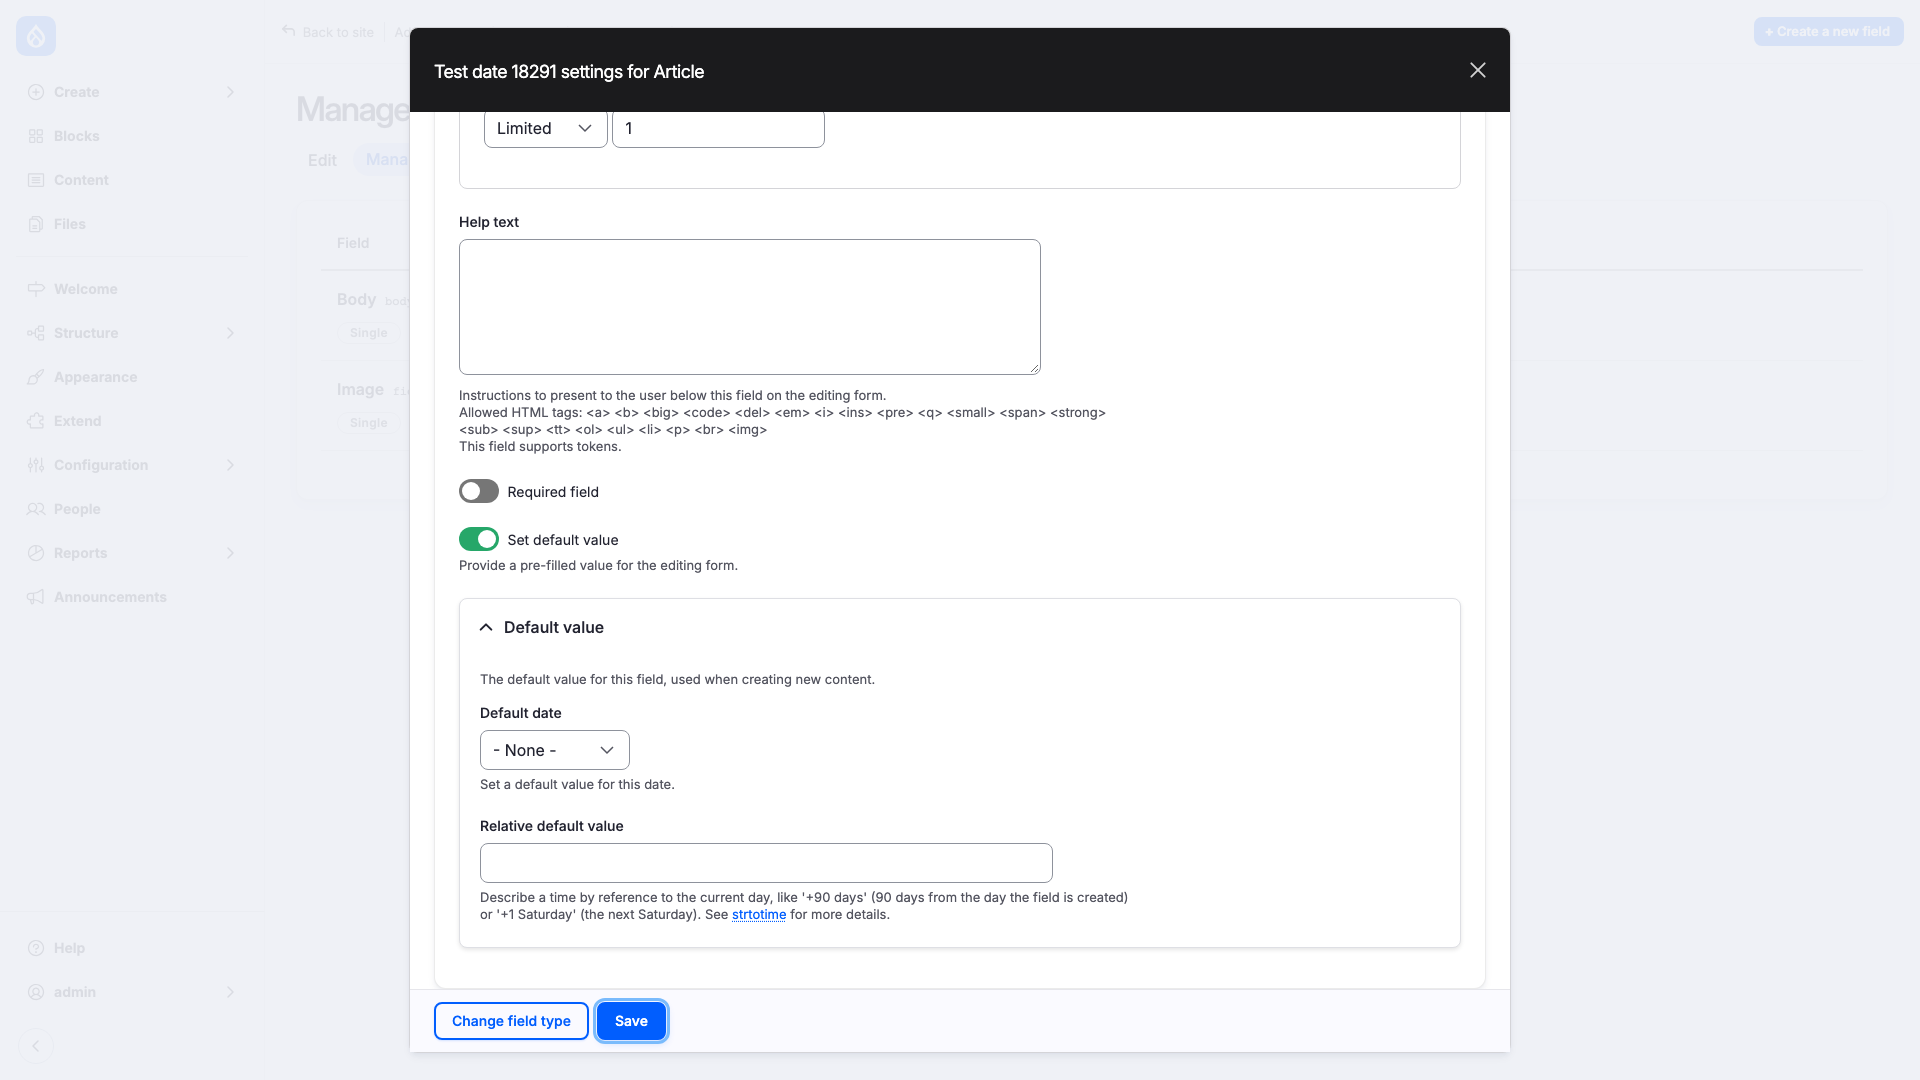 Back to site
+ Create a new field
Test date 18291 settings for Article
Create
Manage
Blocks
Edit
Mana
Content
Files
Field
Welcome
Body
body
Single
Structure
Appearance
Image
Single
Extend
Configuration
People
Reports
Announcements
Help
admin
Limited
1
Help text
Instructions to present to the user below this field on the editing form.
Allowed HTML tags: <a> <b> <big> <code> <del> <em> <i> <ins> <pre> <q> <small> <span> <strong>
<sub> <sup> <tt> <ol> <ul> <li> <p> <br> <img>
This field supports tokens.
Required field
Set default value
Provide a pre-filled value for the editing form.
Default value
The default value for this field, used when creating new content.
Default date
- None -
Set a default value for this date.
Relative default value
Describe a time by reference to the current day, like '+90 days' (90 days from the day the field is created)
or '+1 Saturday' (the next Saturday). See strtotime for more details.
Change field type
Save